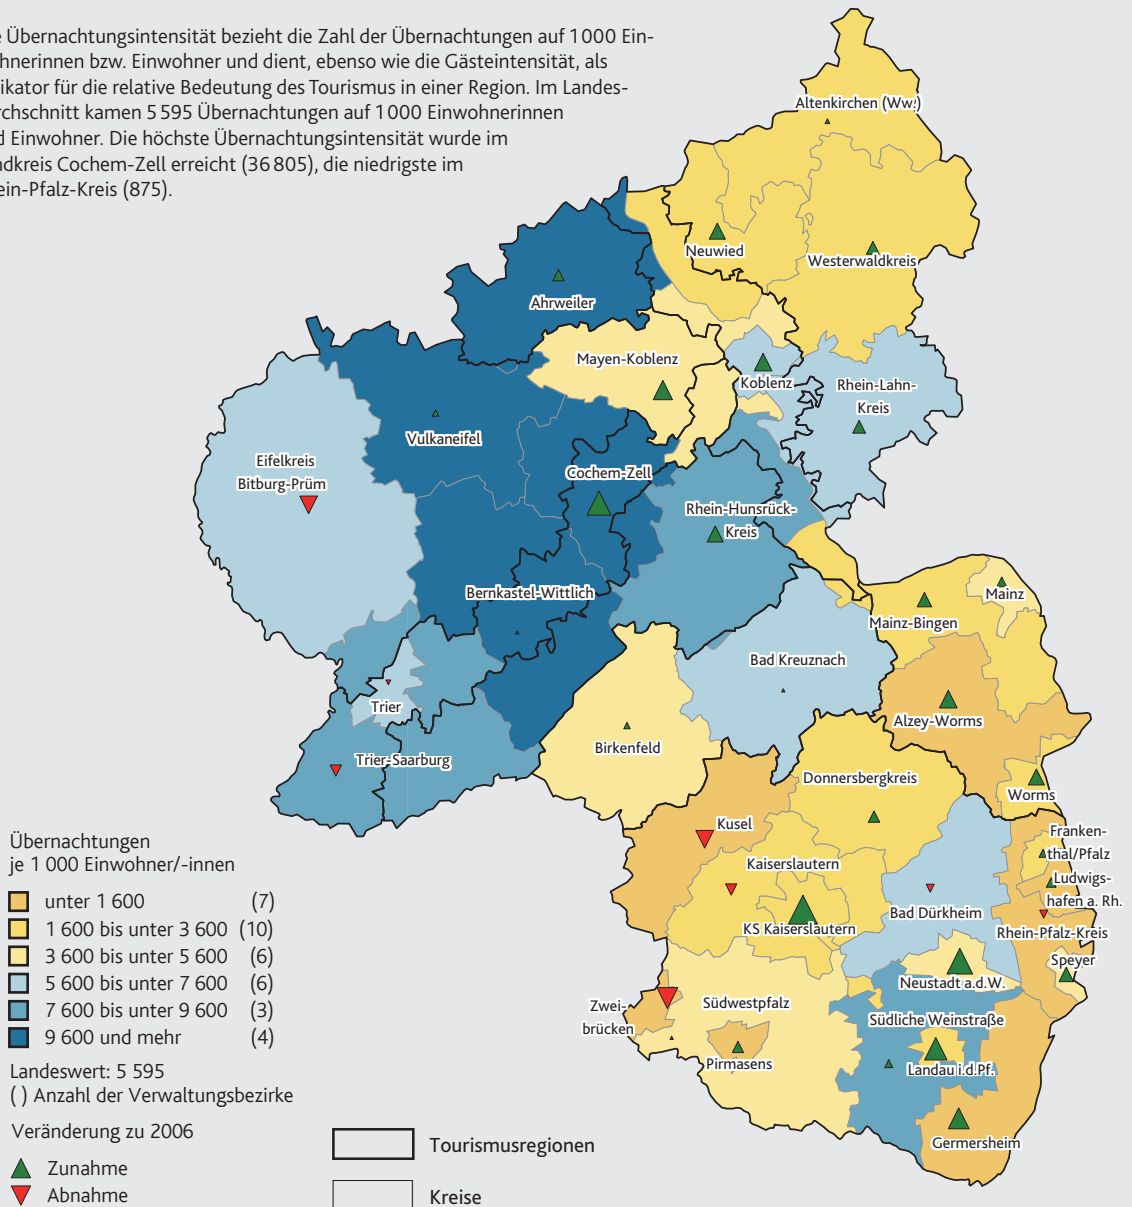 e Übernachtungsintensität bezieht die Zahl der Übernachtungen auf 1 000 Ein-
hnerinnen bzw. Einwohner und dient, ebenso wie die Gästeintensität, als
ikator für die relative Bedeutung des Tourismus in einer Region. Im Landes-
rchschnitt kamen 5 595 Übernachtungen auf 1 000 Einwohnerinnen
d Einwohner. Die höchste Übernachtungsintensität wurde im
ndkreis Cochem-Zell erreicht (36 805), die niedrigste im
ein-Pfalz-Kreis (875).
Altenkirchen (Ww.)
Neuwied
Westerwaldkreis
Ahrweiler
Mayen-Koblenz
Koblenz
Rhein-Lahn-
Kreis
Vulkaneifel
Eifelkreis
Bitburg-Prüm
Cochem-Zell
Rhein-Hunsrück-
Kreis
Bernkastel-Wittlich
Mainz
Mainz-Bingen
Bad Kreuznach
Trier
Alzey-Worms
Birkenfeld
Trier-Saarburg
Donnersbergkreis
Worms
Kusel
Franken-
thal/Pfalz
Kaiserslautern
Ludwigs-
hafen a. Rh.
Bad Dürkheim
KS Kaiserslautern
Rhein-Pfalz-Kreis
Speyer
Neustadt a.d.W.
Zwei-
brücken
Südwestpfalz
Südliche Weinstraße
Pirmasens
Landau i.d.Pf.
Germersheim
Übernachtungen
je 1 000 Einwohner/-innen
unter 1 600 (7)
1 600 bis unter 3 600 (10)
3 600 bis unter 5 600 (6)
5 600 bis unter 7 600 (6)
7 600 bis unter 9 600 (3)
9 600 und mehr (4)
Landeswert: 5 595
( ) Anzahl der Verwaltungsbezirke
Veränderung zu 2006
Zunahme
Abnahme
Tourismusregionen
Kreise